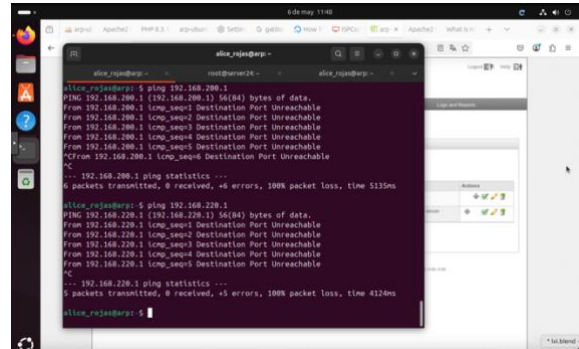 6 de may 11:48
alice_rojas@arp: ~
alice_rojas@arp: ~
root@server24: ~
alice_rojas@arp: ~
alice_rojas@arp:~$ ping 192.168.200.1
PING 192.168.200.1 (192.168.200.1) 56(84) bytes of data.
From 192.168.200.1 icmp_seq=1 Destination Port Unreachable
From 192.168.200.1 icmp_seq=2 Destination Port Unreachable
From 192.168.200.1 icmp_seq=3 Destination Port Unreachable
From 192.168.200.1 icmp_seq=4 Destination Port Unreachable
From 192.168.200.1 icmp_seq=5 Destination Port Unreachable
^CFrom 192.168.200.1 icmp_seq=6 Destination Port Unreachable
^C
--- 192.168.200.1 ping statistics ---
6 packets transmitted, 0 received, +6 errors, 100% packet loss, time 5135ms
alice_rojas@arp:~$ ping 192.168.220.1
PING 192.168.220.1 (192.168.220.1) 56(84) bytes of data.
From 192.168.220.1 icmp_seq=1 Destination Port Unreachable
From 192.168.220.1 icmp_seq=2 Destination Port Unreachable
From 192.168.220.1 icmp_seq=3 Destination Port Unreachable
From 192.168.220.1 icmp_seq=4 Destination Port Unreachable
From 192.168.220.1 icmp_seq=5 Destination Port Unreachable
^C
--- 192.168.220.1 ping statistics ---
5 packets transmitted, 0 received, +5 errors, 100% packet loss, time 4124ms
alice_rojas@arp:~$
Logs and Reports
Actions